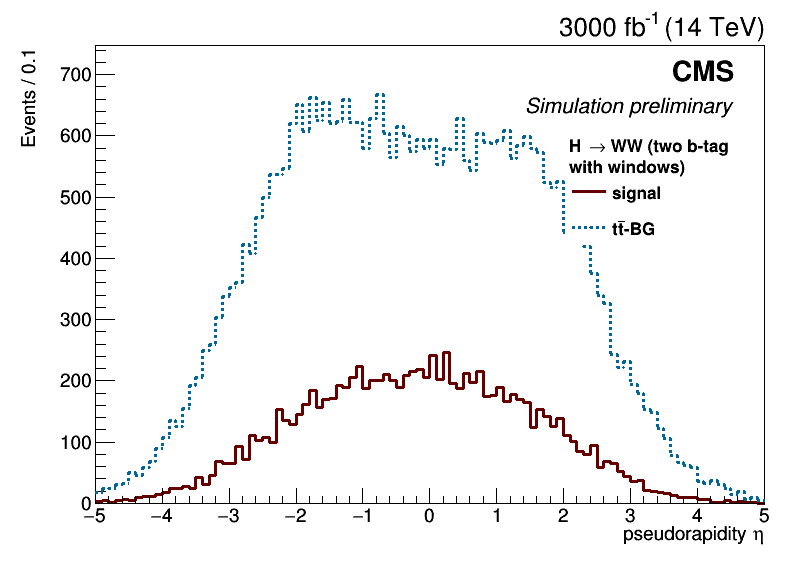 3000 fb⁻¹ (14 TeV)
CMS
Simulation preliminary
H → WW (two b-tag
with windows)
signal
tt̄-BG
Events / 0.1
700
600
500
400
300
200
100
0
−5 −4 −3 −2 −1 0 1 2 3 4 5
pseudorapidity η